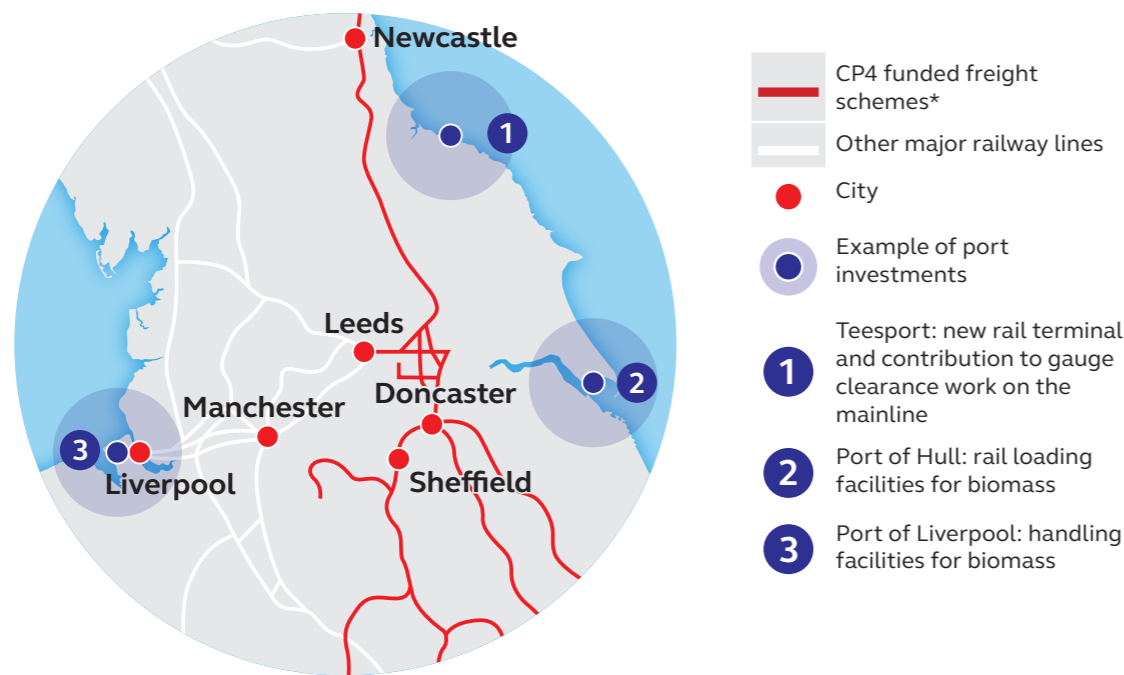 Newcastle
1
Leeds
2
Doncaster
Manchester
3
Liverpool
Sheffield
CP4 funded freight
schemes*
Other major railway lines
City
Example of port
investments
1
Teesport: new rail terminal
and contribution to gauge
clearance work on the
mainline
2
Port of Hull: rail loading
facilities for biomass
3
Port of Liverpool: handling
facilities for biomass